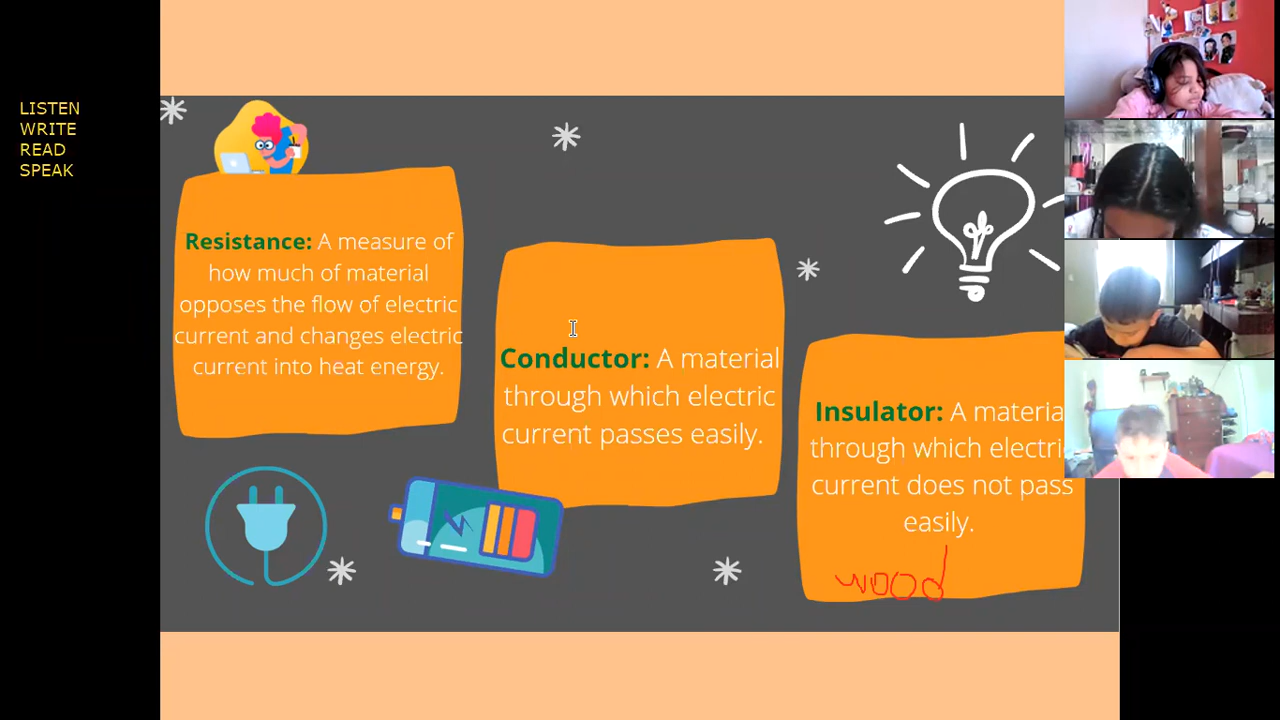 LISTEN
WRITE
READ
SPEAK
Resistance: A measure of
how much of material
opposes the flow of electric
current and changes electric
current into heat energy.
Conductor: A material
through which electric
current passes easily.
Insulator: A materia
through which electri
current does not pass
easily.
wood